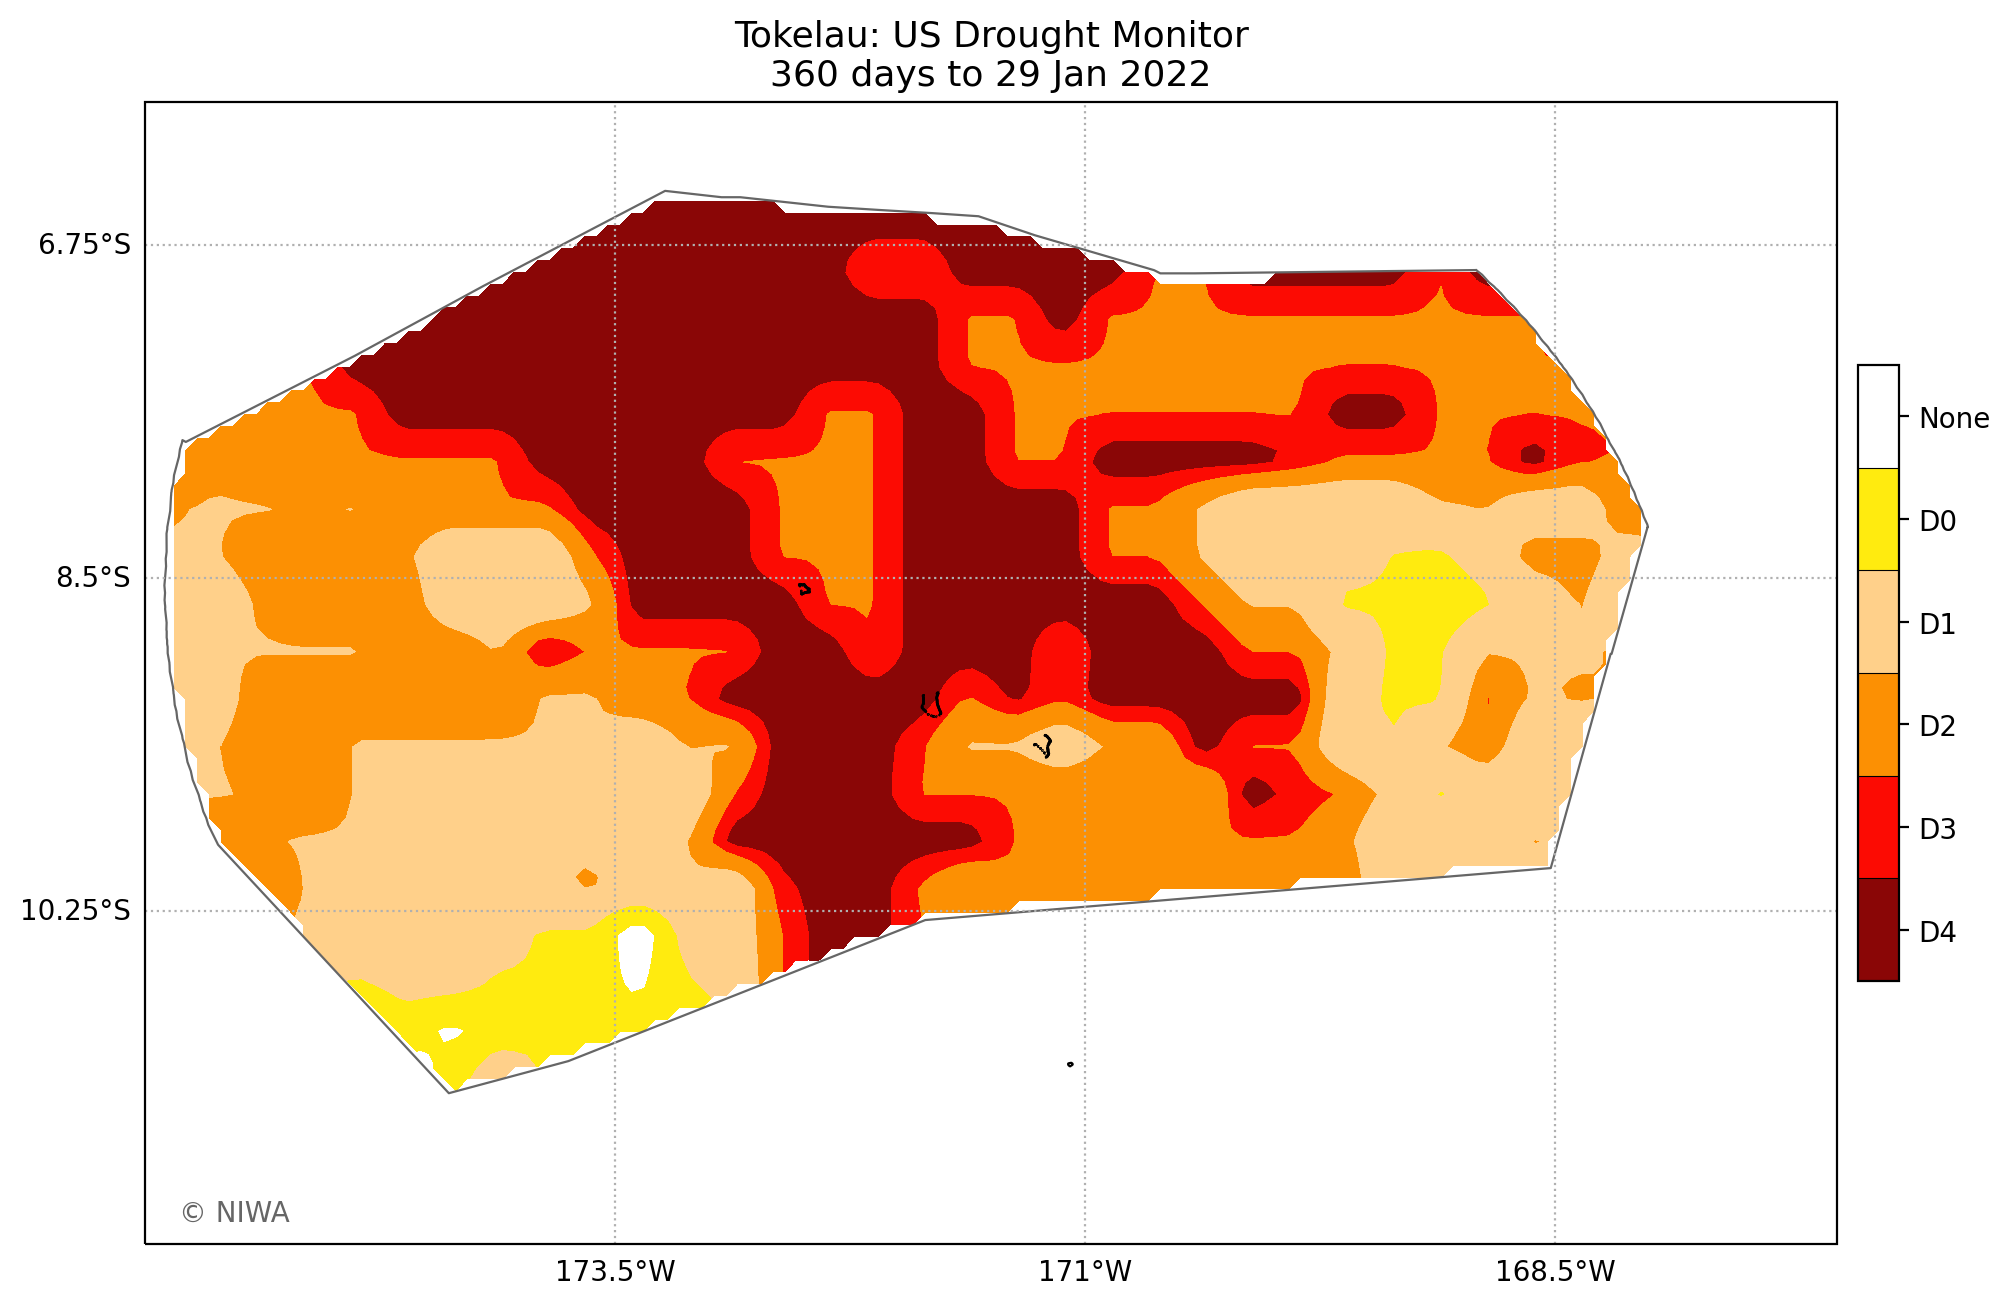 Tokelau: US Drought Monitor
360 days to 29 Jan 2022
6.75°S
8.5°S
10.25°S
173.5°W
171°W
168.5°W
None
D0
D1
D2
D3
D4
© NIWA